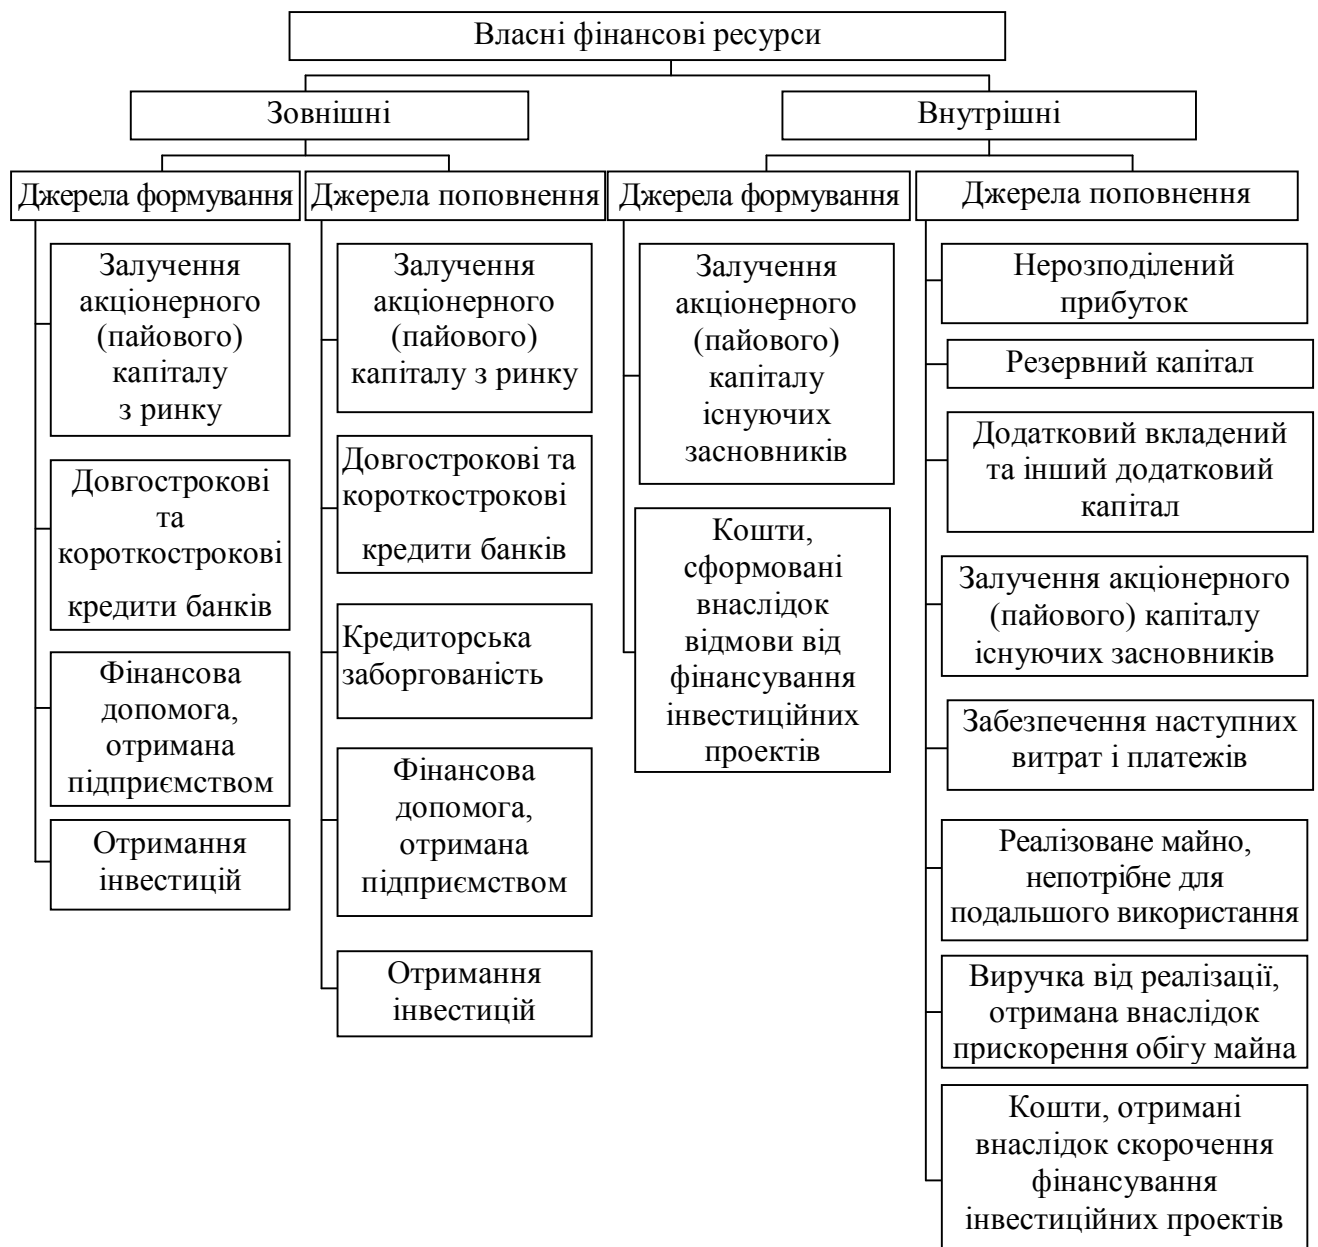 Власні фінансові ресурси
Зовнішні
Внутрішні
Джерела формування
Джерела поповнення
Джерела формування
Джерела поповнення
Залучення
акціонерного
(пайового)
капіталу
з ринку
Довгострокові
та
короткострокові
кредити банків
Фінансова
допомога,
отримана
підприємством
Отримання
інвестицій
Залучення
акціонерного
(пайового)
капіталу з ринку
Довгострокові та
короткострокові
кредити банків
Кредиторська
заборгованість
Фінансова
допомога,
отримана
підприємством
Отримання
інвестицій
Залучення
акціонерного
(пайового)
капіталу
існуючих
засновників
Кошти,
сформовані
внаслідок
відмови від
фінансування
інвестиційних
проектів
Нерозподілений
прибуток
Резервний капітал
Додатковий вкладений
та інший додатковий
капітал
Залучення акціонерного
(пайового) капіталу
існуючих засновників
Забезпечення наступних
витрат і платежів
Реалізоване майно,
непотрібне для
подальшого використання
Виручка від реалізації,
отримана внаслідок
прискорення обігу майна
Кошти, отримані
внаслідок скорочення
фінансування
інвестиційних проектів